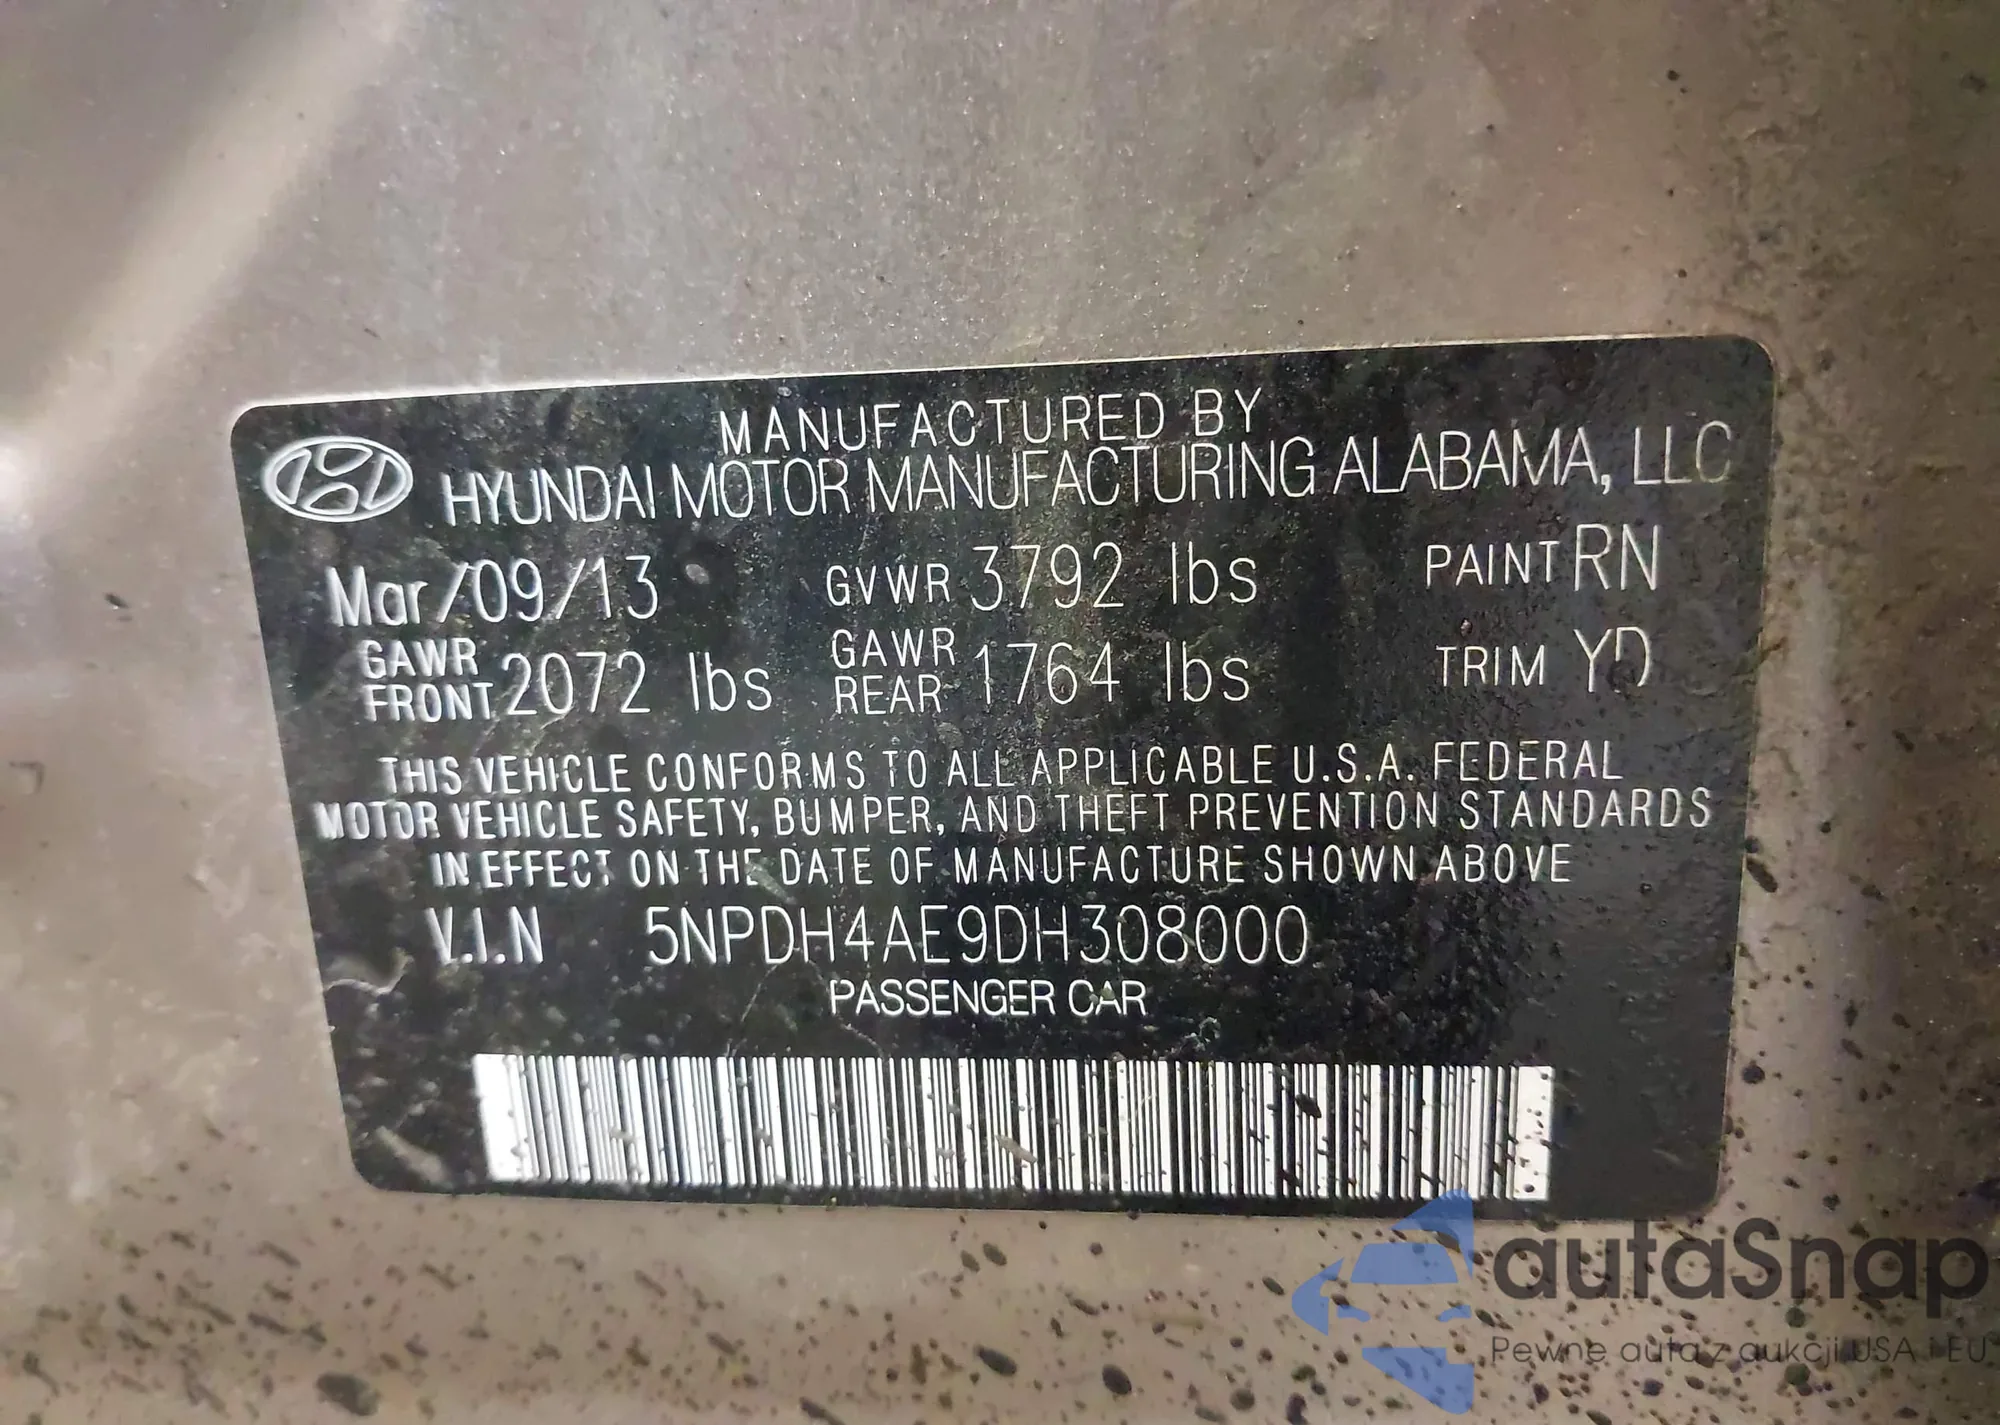 MANUFACTURED BY
HYUNDAI MOTOR MANUFACTURING ALABAMA, LLC
Mar/09/13 GVWR 3792 lbs PAINT RN
GAWR FRONT 2072 lbs GAWR REAR 1764 lbs TRIM YD
THIS VEHICLE CONFORMS TO ALL APPLICABLE U.S.A. FEDERAL
MOTOR VEHICLE SAFETY, BUMPER, AND THEFT PREVENTION STANDARDS
IN EFFECT ON THE DATE OF MANUFACTURE SHOWN ABOVE
V.I.N 5NPDH4AE9DH308000
PASSENGER CAR
autaSnap
Pewne auta z aukcji USA i EU